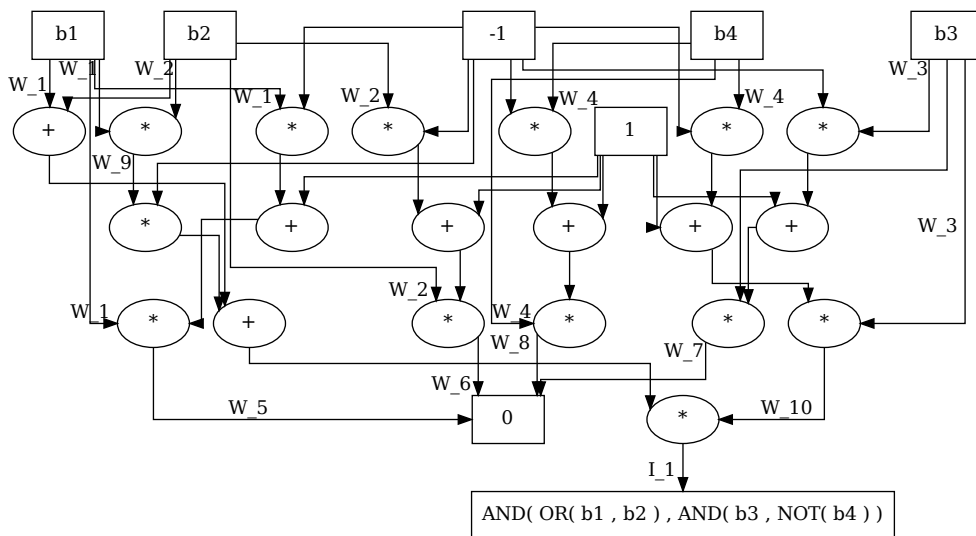 b1
b2
-1
b4
b3
W_1
W_1
W_2
W_1
W_2
W_4
W_4
W_3
+
*
*
*
*
1
*
*
W_9
*
+
+
+
+
+
W_3
W_1
*
+
W_2
*
W_4
*
*
*
W_8
W_7
W_6
W_5
0
*
W_10
I_1
AND( OR( b1 , b2 ) , AND( b3 , NOT( b4 ) ) )